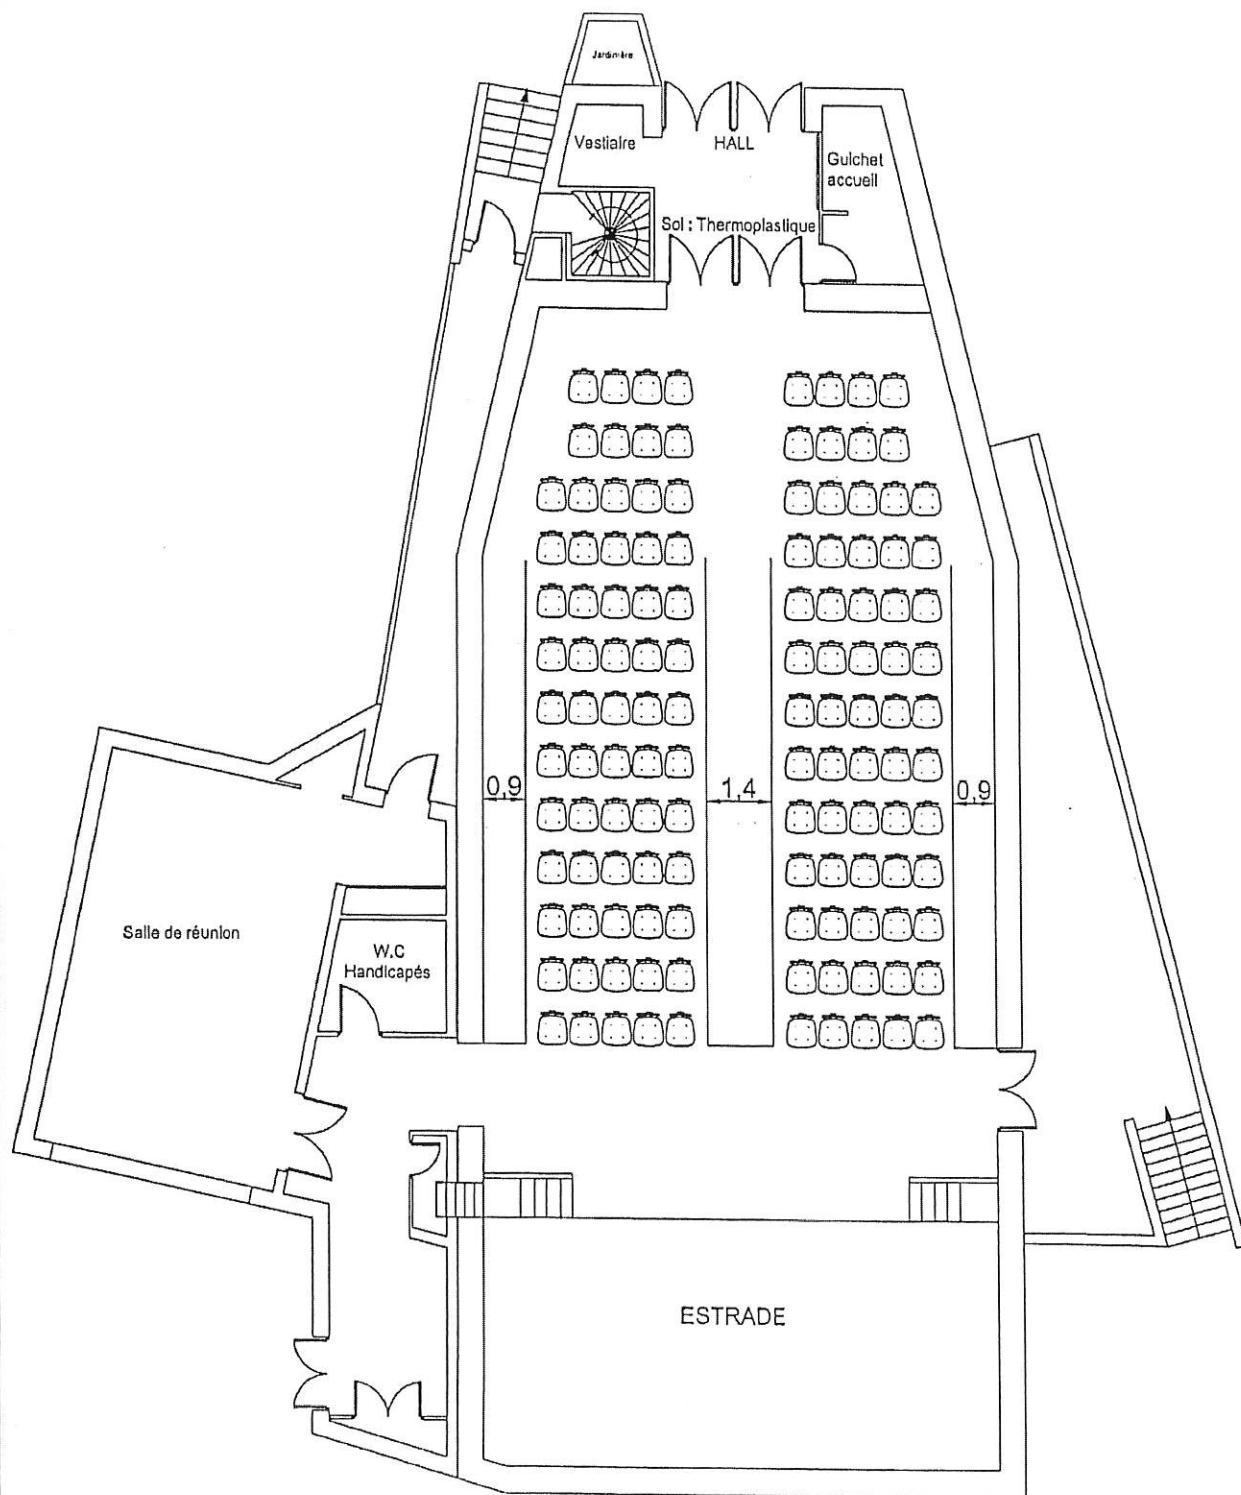 Jardinière
Vestiaire
HALL
Guichet
accueil
Sol : Thermoplastique
0,9
1,4
0,9
Salle de réunion
W.C
Handicapés
ESTRADE